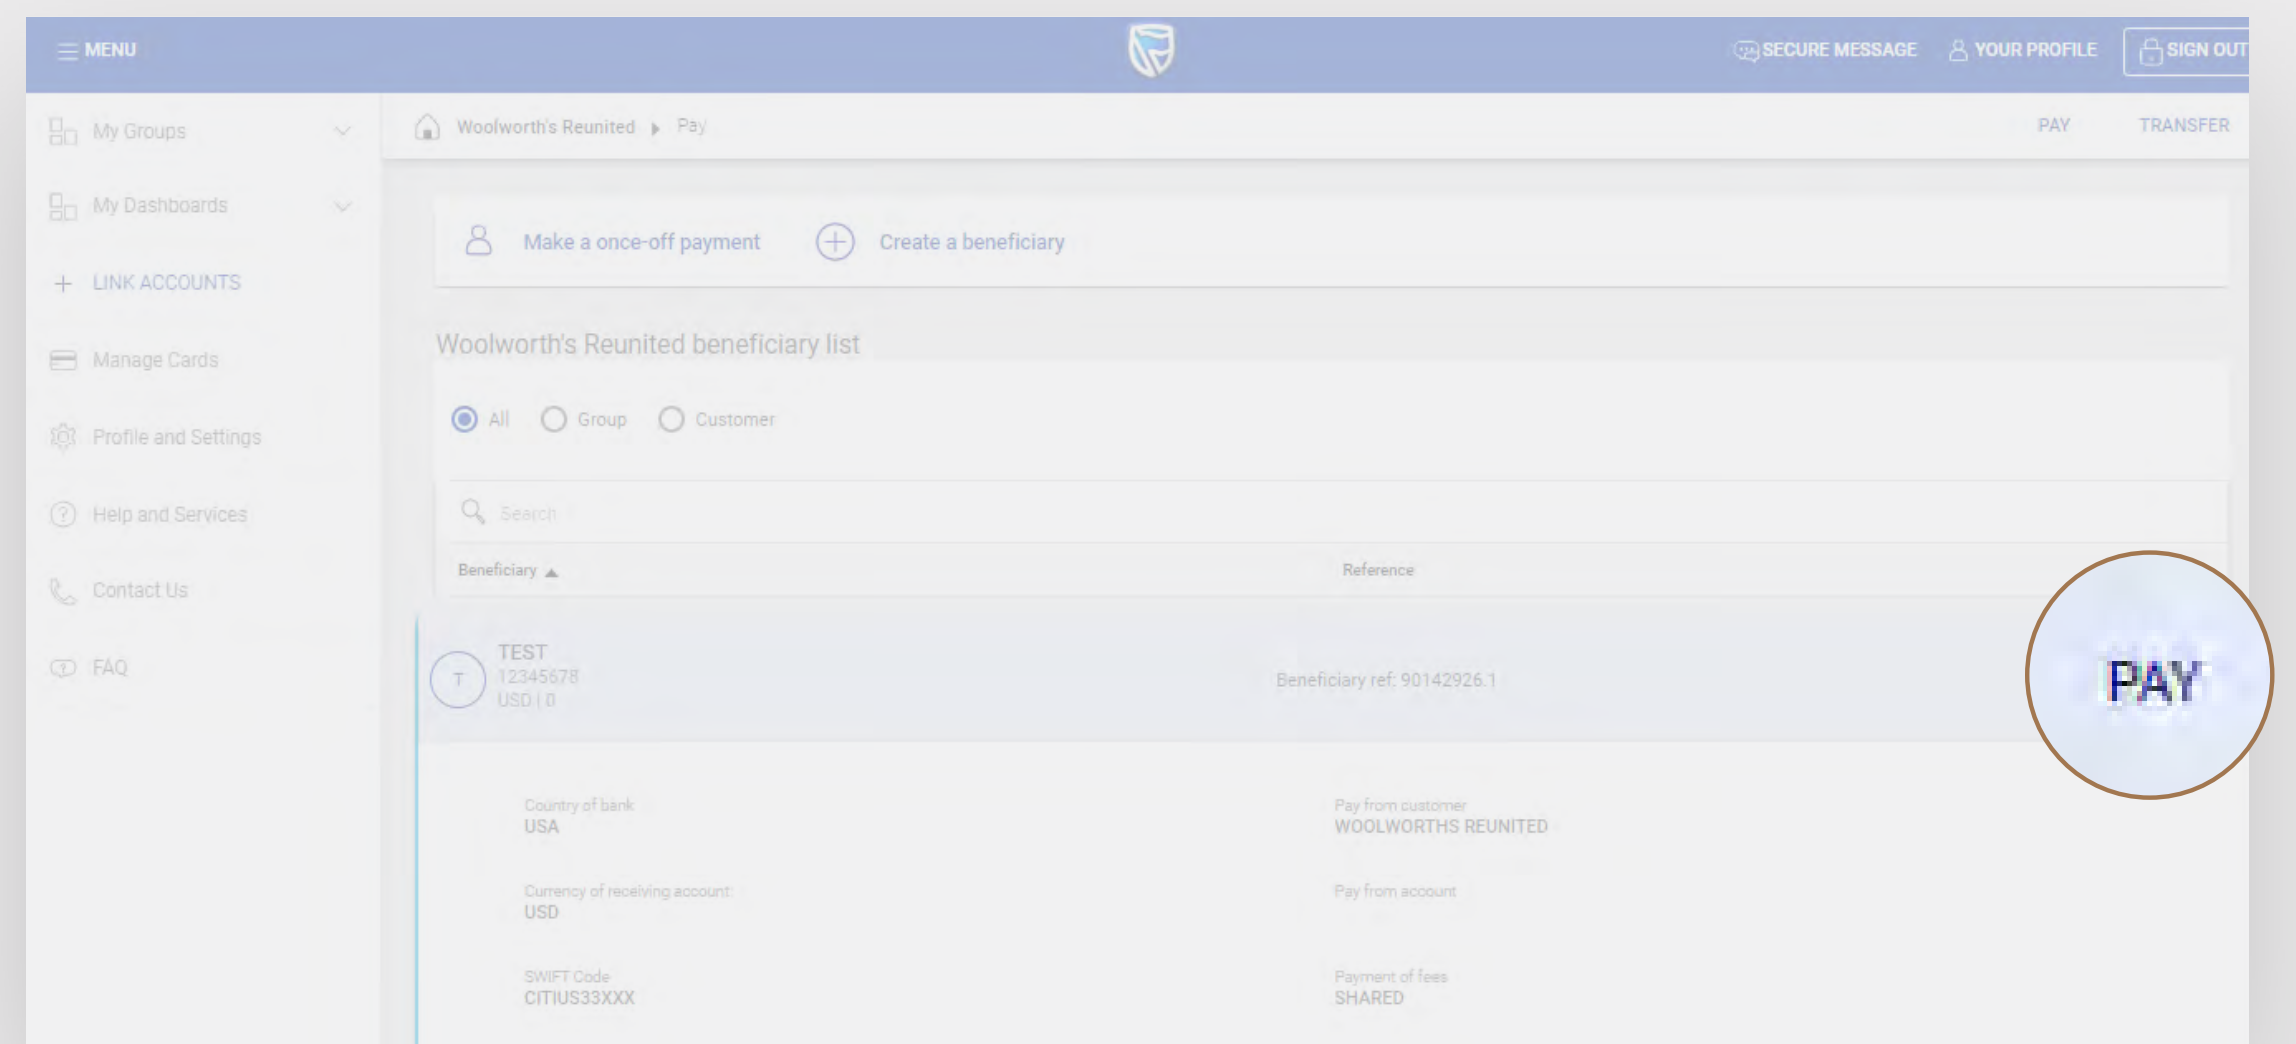 MENU
SECURE MESSAGE
YOUR PROFILE
SIGN OUT
My Groups
My Dashboards
LINK ACCOUNTS
Manage Cards
Profile and Settings
Help and Services
Contact Us
FAQ
Woolworth's Reunited Pay
PAY
TRANSFER
Make a once-off payment
Create a beneficiary
Woolworth's Reunited beneficiary list
All
Group
Customer
Search
Beneficiary
Reference
T
TEST
12345678
USD | 0
Beneficiary ref: 90142926.1
PAY
Country of bank
USA
Pay from customer
WOOLWORTHS REUNITED
Currency of receiving account
USD
Pay from account
SWIFT Code
CITIUS33XXX
Payment of fees
SHARED